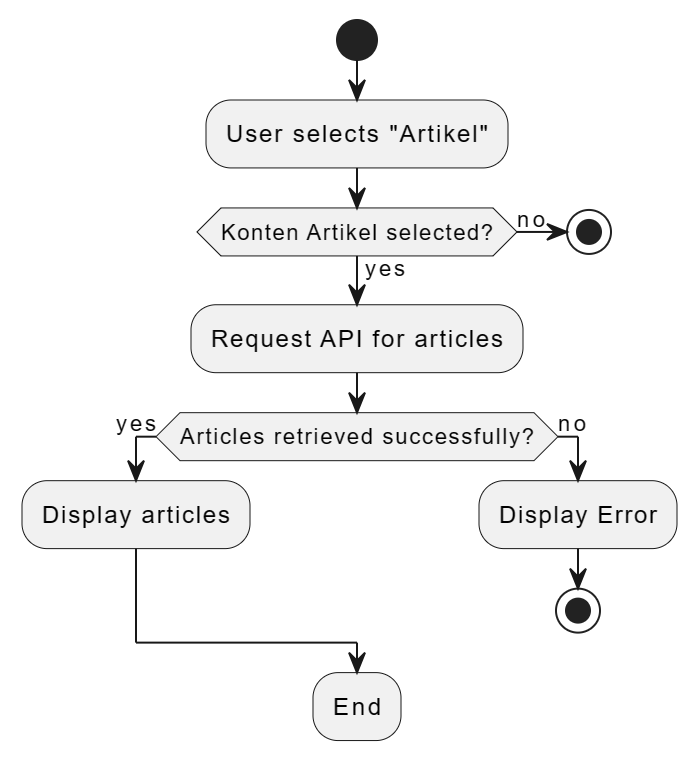 User selects "Artikel"
Konten Artikel selected?
no
yes
Request API for articles
yes
Articles retrieved successfully?
no
Display articles
Display Error
End